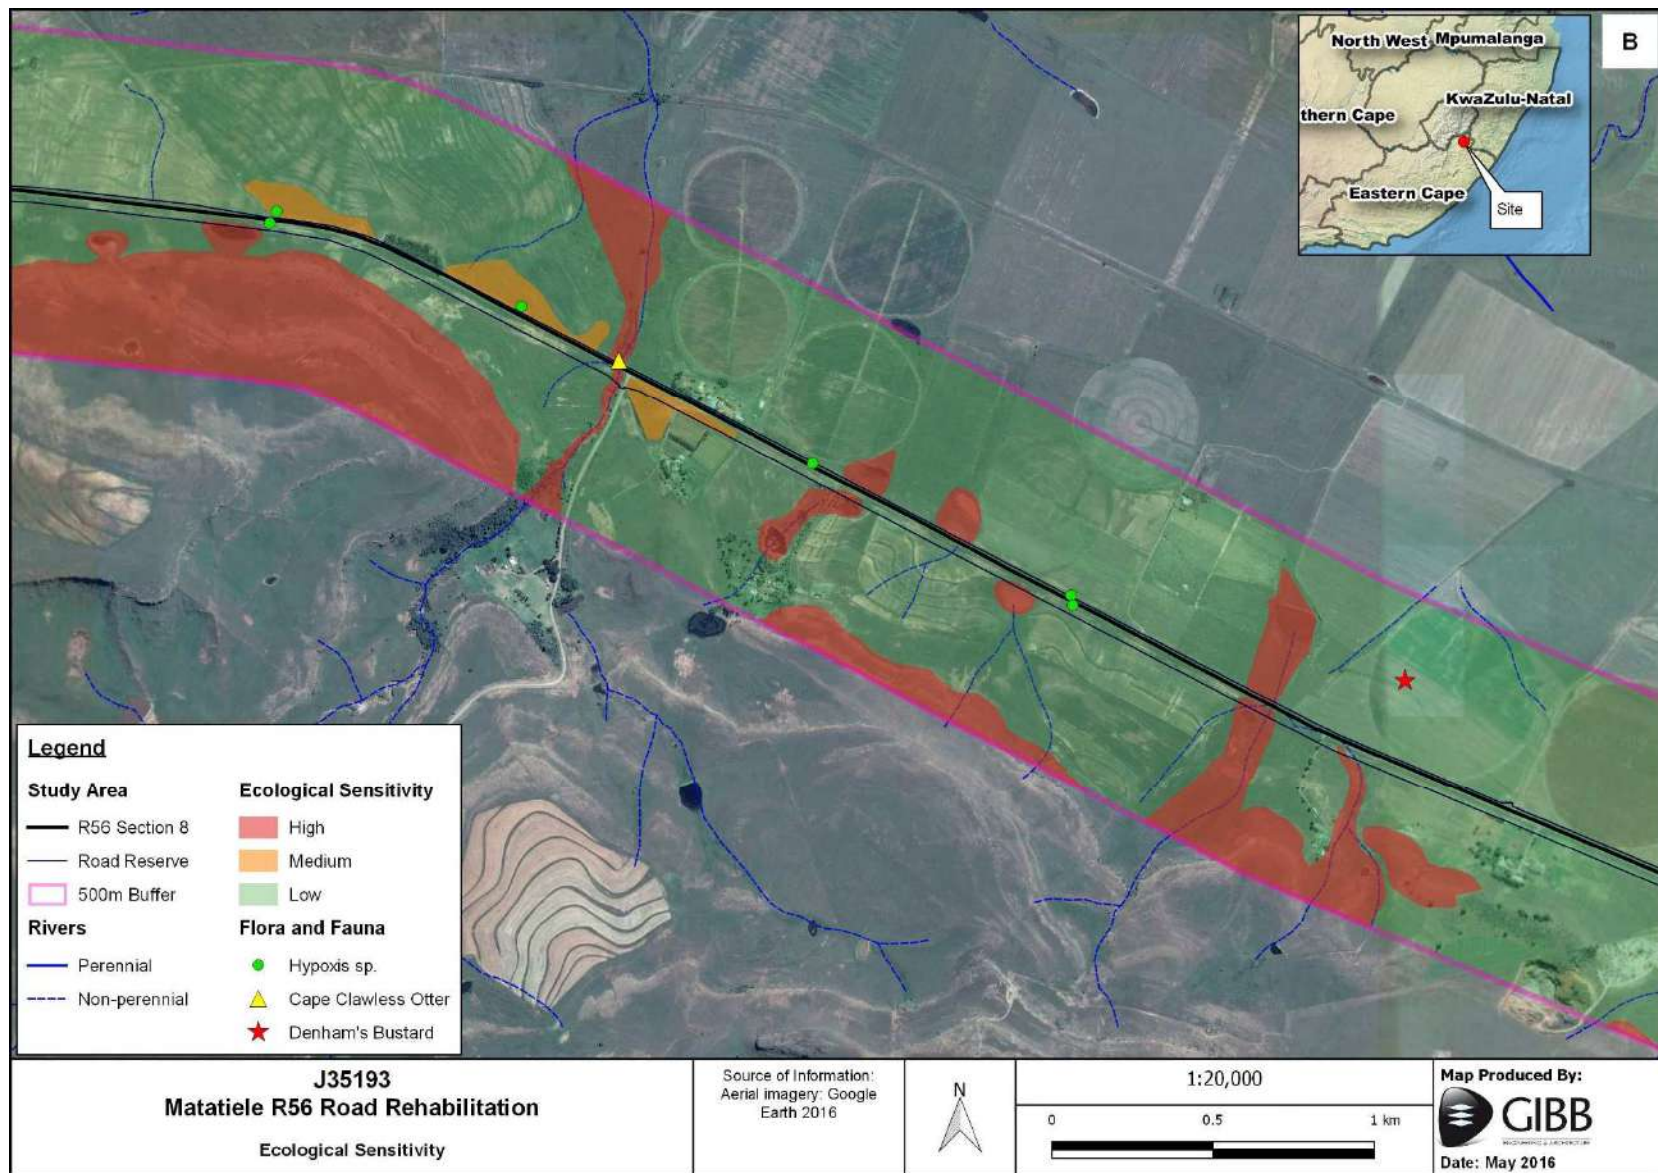 B
North West Mpumalanga
KwaZulu-Natal
thern Cape
Eastern Cape
Site
Legend
Study Area
R56 Section 8
Road Reserve
500m Buffer
Rivers
Perennial
Non-perennial
Ecological Sensitivity
High
Medium
Low
Flora and Fauna
Hypoxis sp.
Cape Clawless Otter
Denham's Bustard
J35193
Matatiele R56 Road Rehabilitation
Ecological Sensitivity
Source of Information:
Aerial imagery: Google
Earth 2016
N
1:20,000
0 0.5 1 km
Map Produced By:
GIBB
ENGINEERING & ARCHITECTURE
Date: May 2016